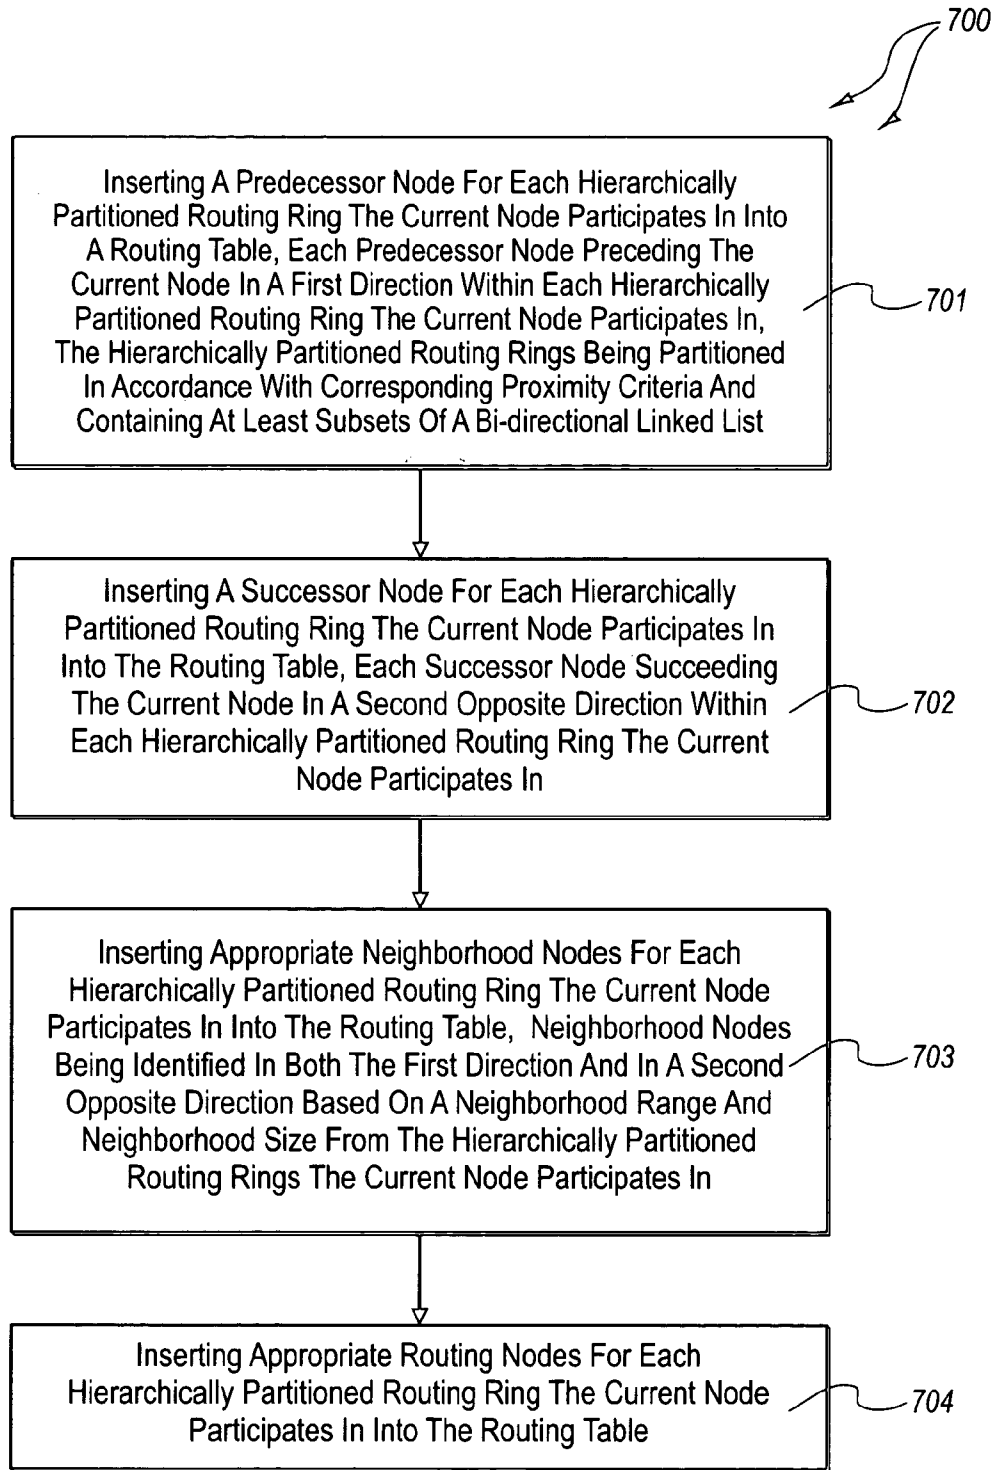 700
Inserting A Predecessor Node For Each Hierarchically
Partitioned Routing Ring The Current Node Participates In Into
A Routing Table, Each Predecessor Node Preceding The
Current Node In A First Direction Within Each Hierarchically
Partitioned Routing Ring The Current Node Participates In,
The Hierarchically Partitioned Routing Rings Being Partitioned
In Accordance With Corresponding Proximity Criteria And
Containing At Least Subsets Of A Bi-directional Linked List
701
Inserting A Successor Node For Each Hierarchically
Partitioned Routing Ring The Current Node Participates In
Into The Routing Table, Each Successor Node Succeeding
The Current Node In A Second Opposite Direction Within
Each Hierarchically Partitioned Routing Ring The Current
Node Participates In
702
Inserting Appropriate Neighborhood Nodes For Each
Hierarchically Partitioned Routing Ring The Current Node
Participates In Into The Routing Table, Neighborhood Nodes
Being Identified In Both The First Direction And In A Second
Opposite Direction Based On A Neighborhood Range And
Neighborhood Size From The Hierarchically Partitioned
Routing Rings The Current Node Participates In
703
Inserting Appropriate Routing Nodes For Each
Hierarchically Partitioned Routing Ring The Current Node
Participates In Into The Routing Table
704